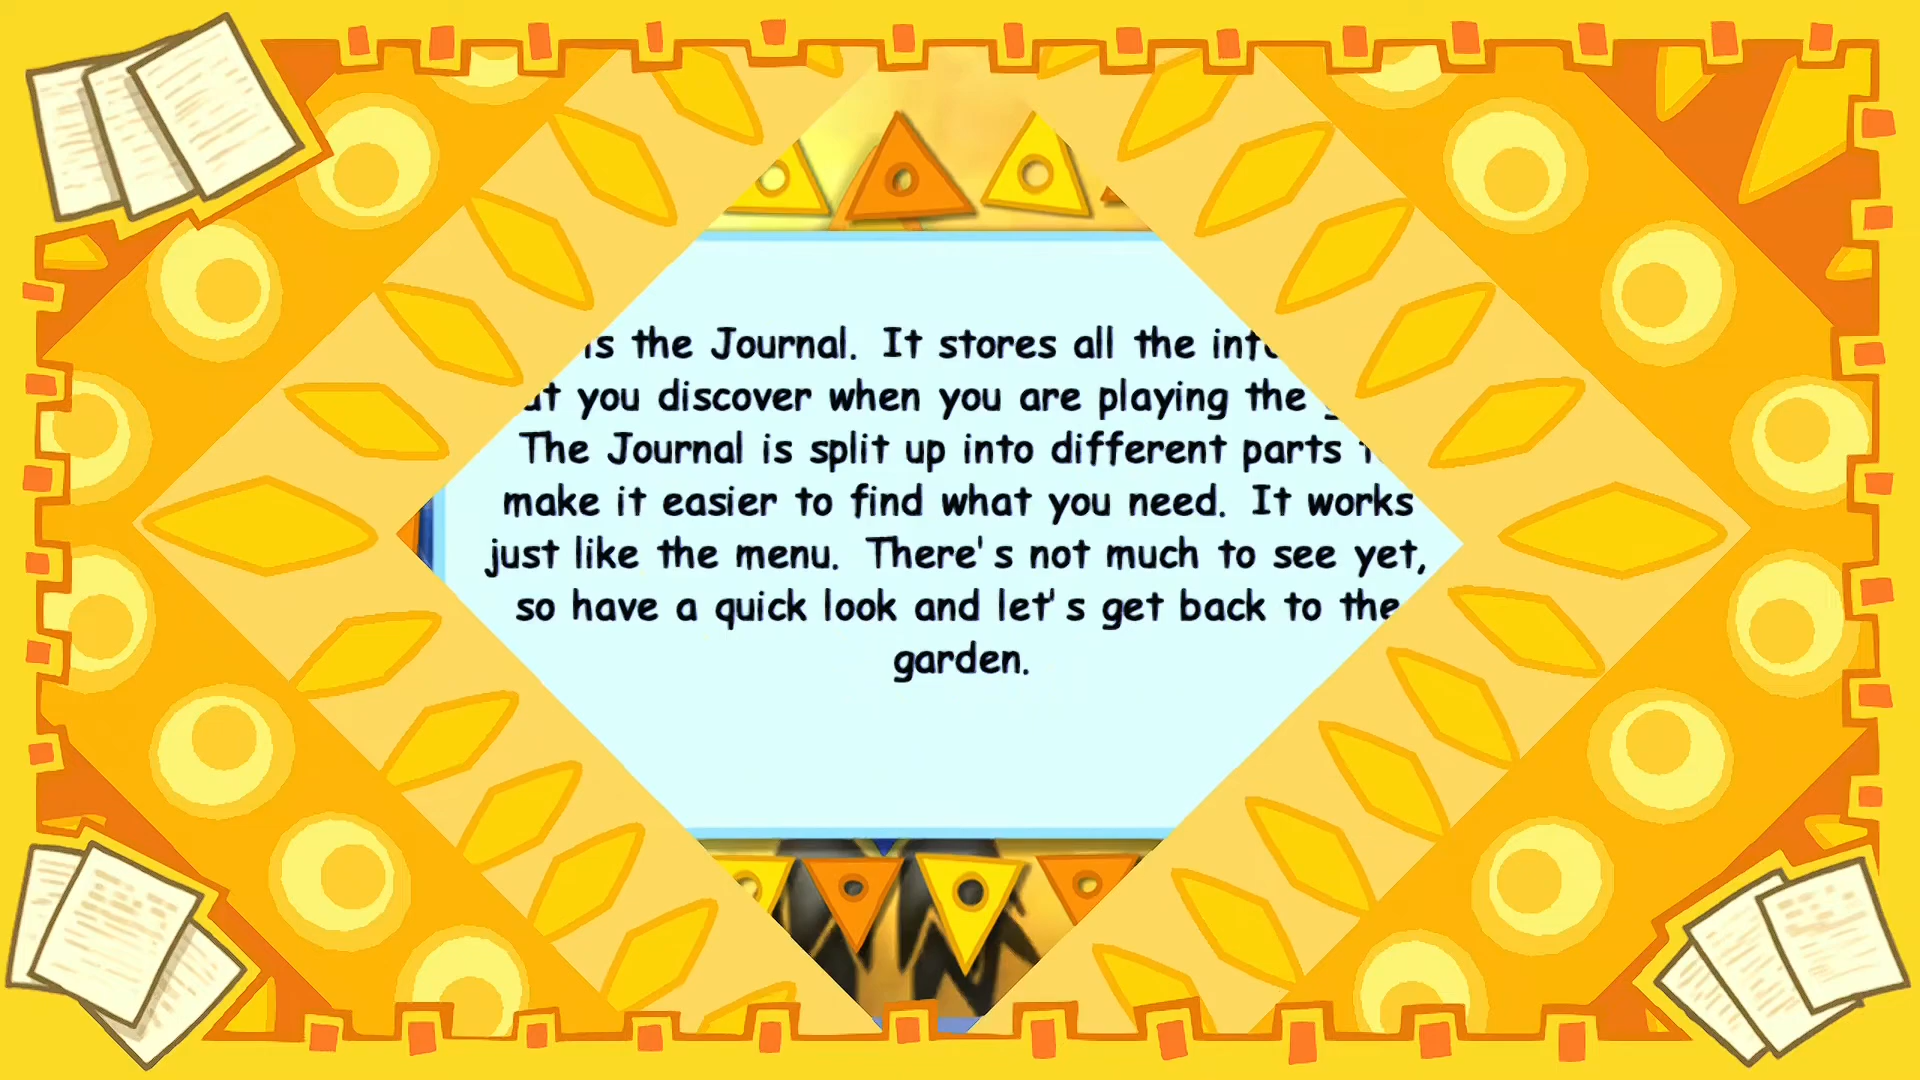 is the Journal. It stores all the
you discover when you are playing the
The Journal is split up into different parts
make it easier to find what you need. It works
just like the menu. There's not much to see yet,
so have a quick look and let's get back to the
garden.